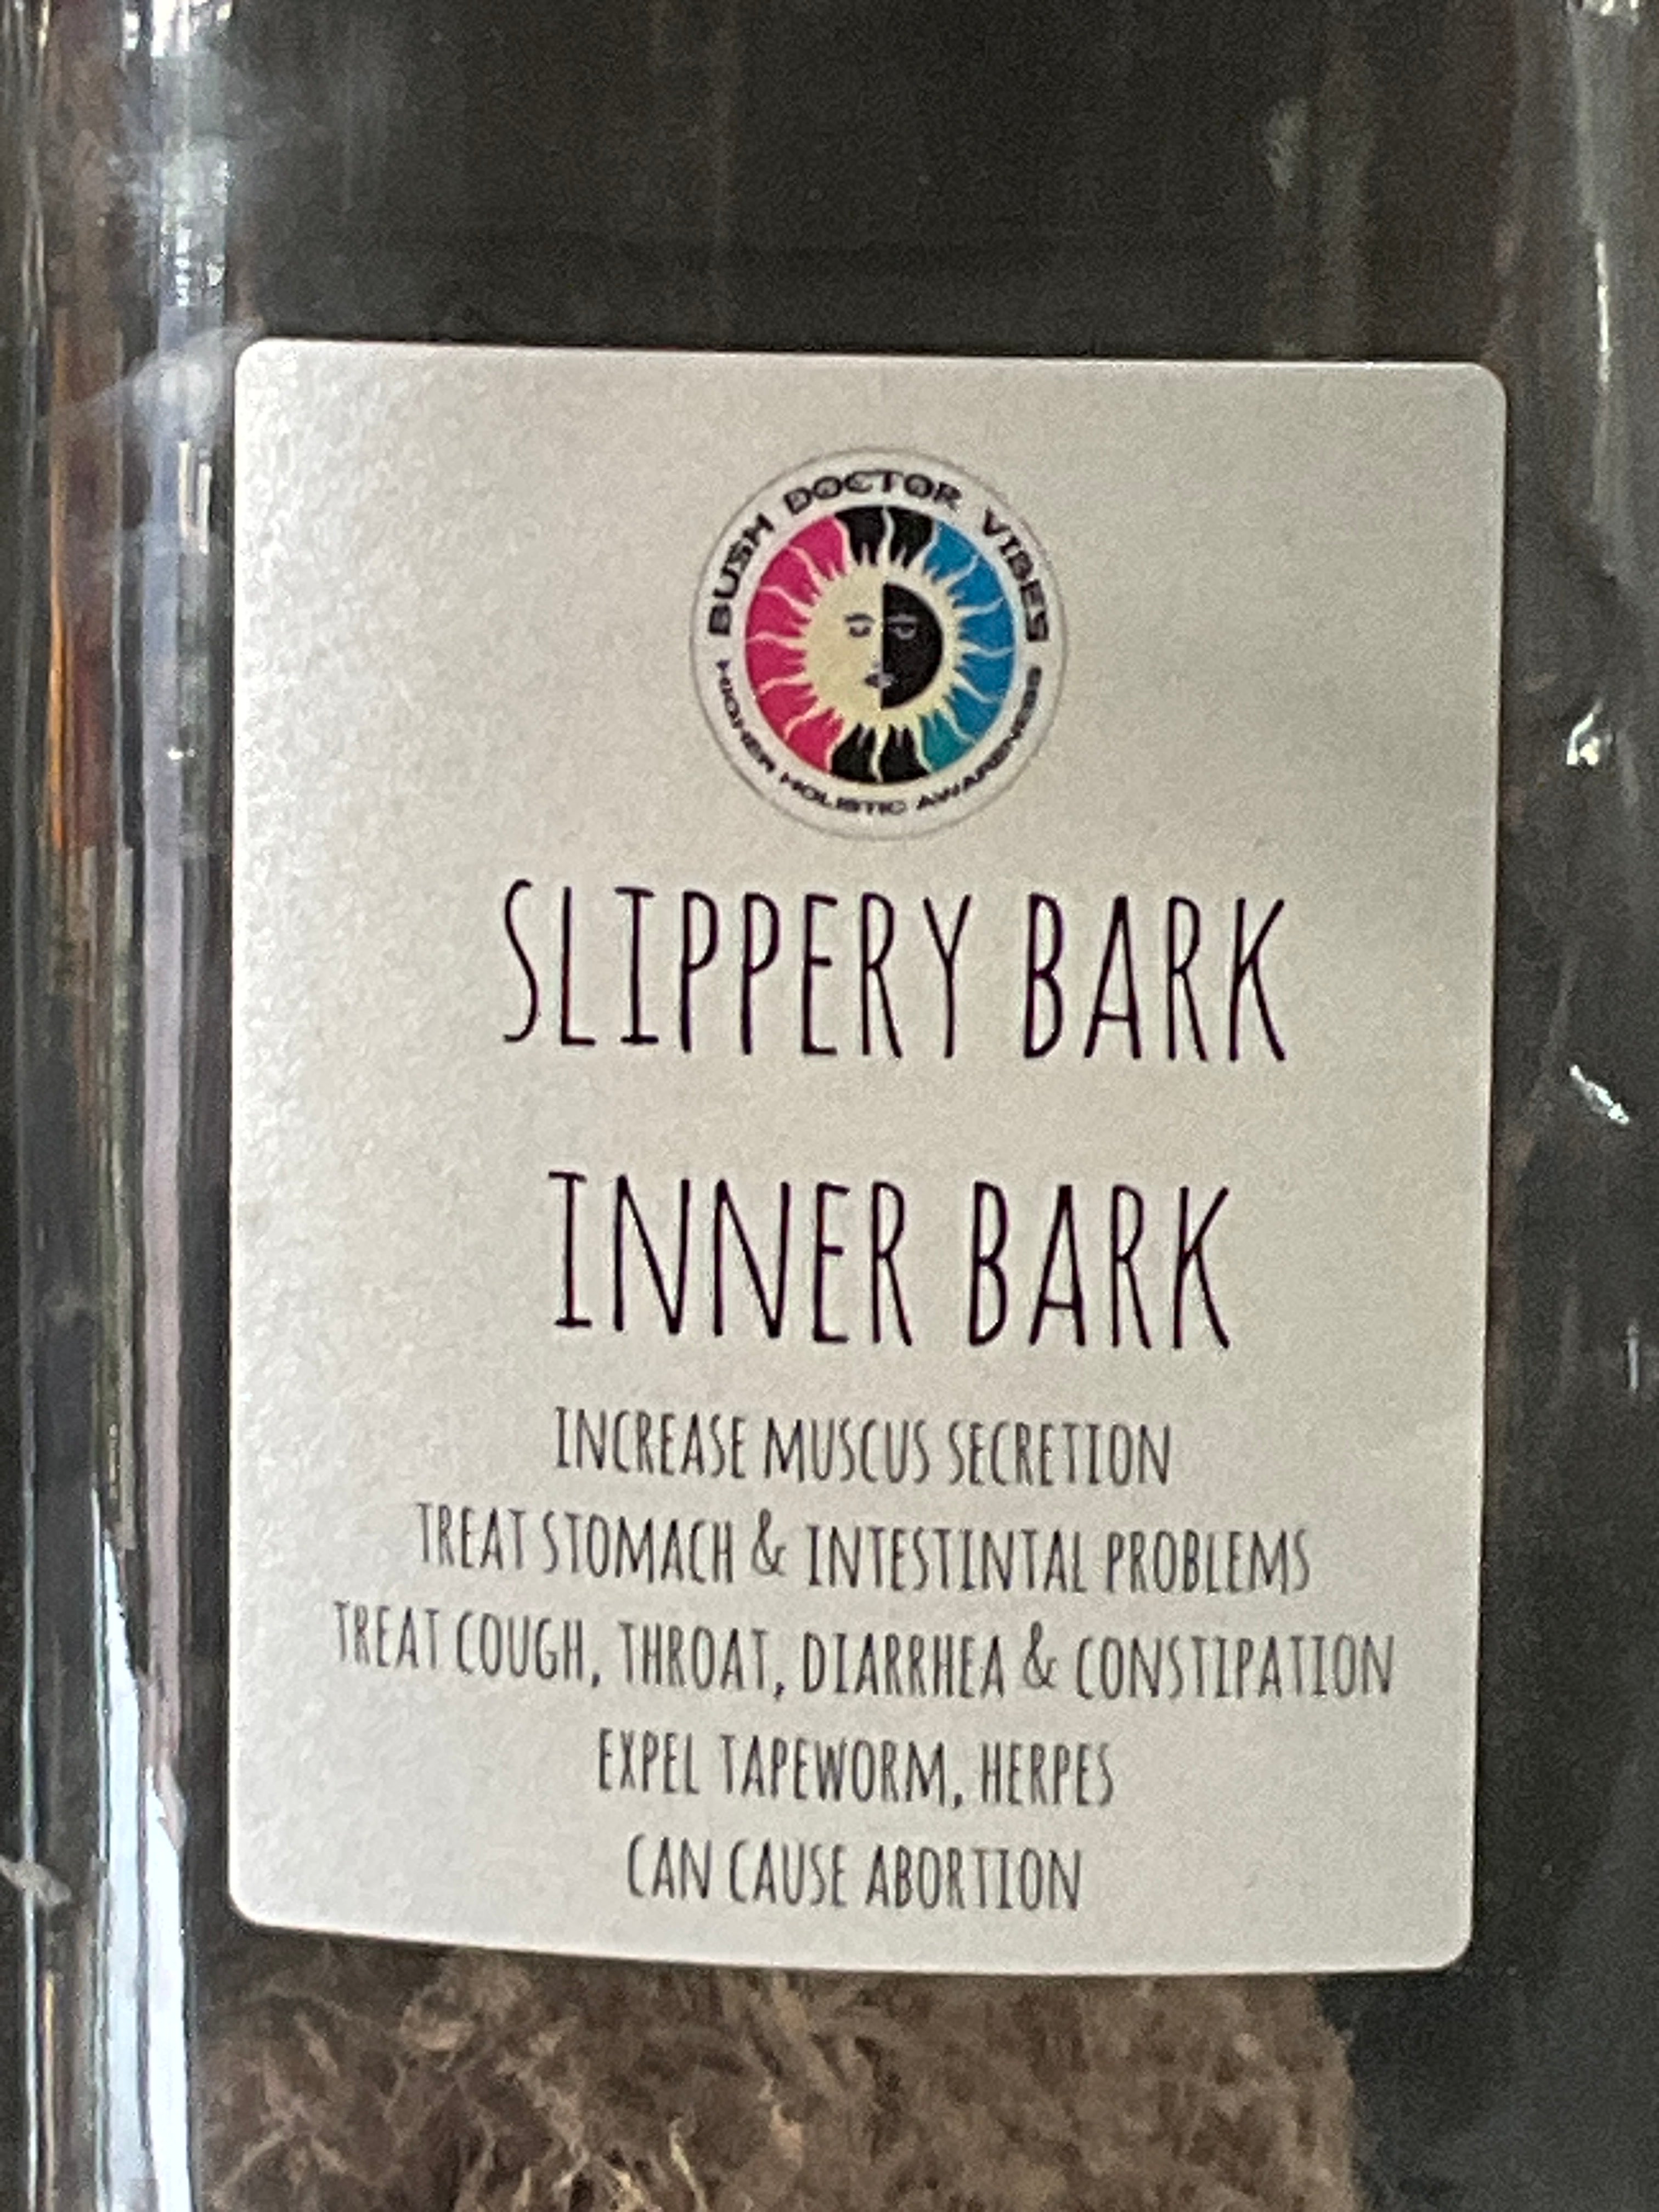 BUSH DOCTOR VIBES
HIGHER HOLISTIC AWARENESS
SLIPPERY BARK
INNER BARK
INCREASE MUSCUS SECRETION
TREAT STOMACH & INTESTINTAL PROBLEMS
TREAT COUGH, THROAT, DIARRHEA & CONSTIPATION
EXPEL TAPEWORM, HERPES
CAN CAUSE ABORTION